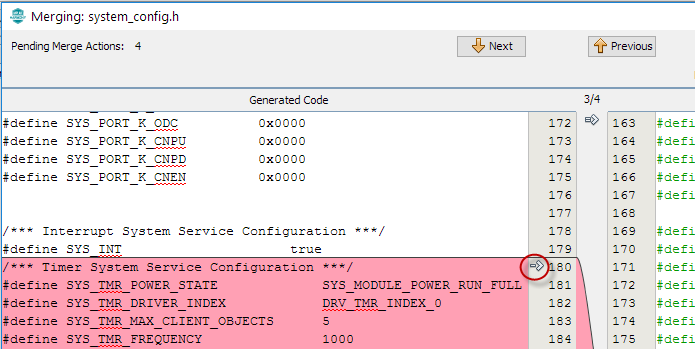 Merging: system_config.h
Pending Merge Actions: 4
Next
Previous
Generated Code
3/4
#define SYS_PORT_K_ODC 0x0000 172 163 #defi
#define SYS_PORT_K_CNPU 0x0000 173 164 #defi
#define SYS_PORT_K_CNPD 0x0000 174 165 #defi
#define SYS_PORT_K_CNEN 0x0000 175 166 #defi
176 167 #defi
177 168
/*** Interrupt System Service Configuration ***/ 178 169 #defi
#define SYS_INT true 179 170 #defi
/*** Timer System Service Configuration ***/ 180 171 #defi
#define SYS_TMR_POWER_STATE SYS_MODULE_POWER_RUN_FULL 181 172 #defi
#define SYS_TMR_DRIVER_INDEX DRV_TMR_INDEX_0 182 173 #defi
#define SYS_TMR_MAX_CLIENT_OBJECTS 5 183 174 #defi
#define SYS_TMR_FREQUENCY 1000 184 175 #defi